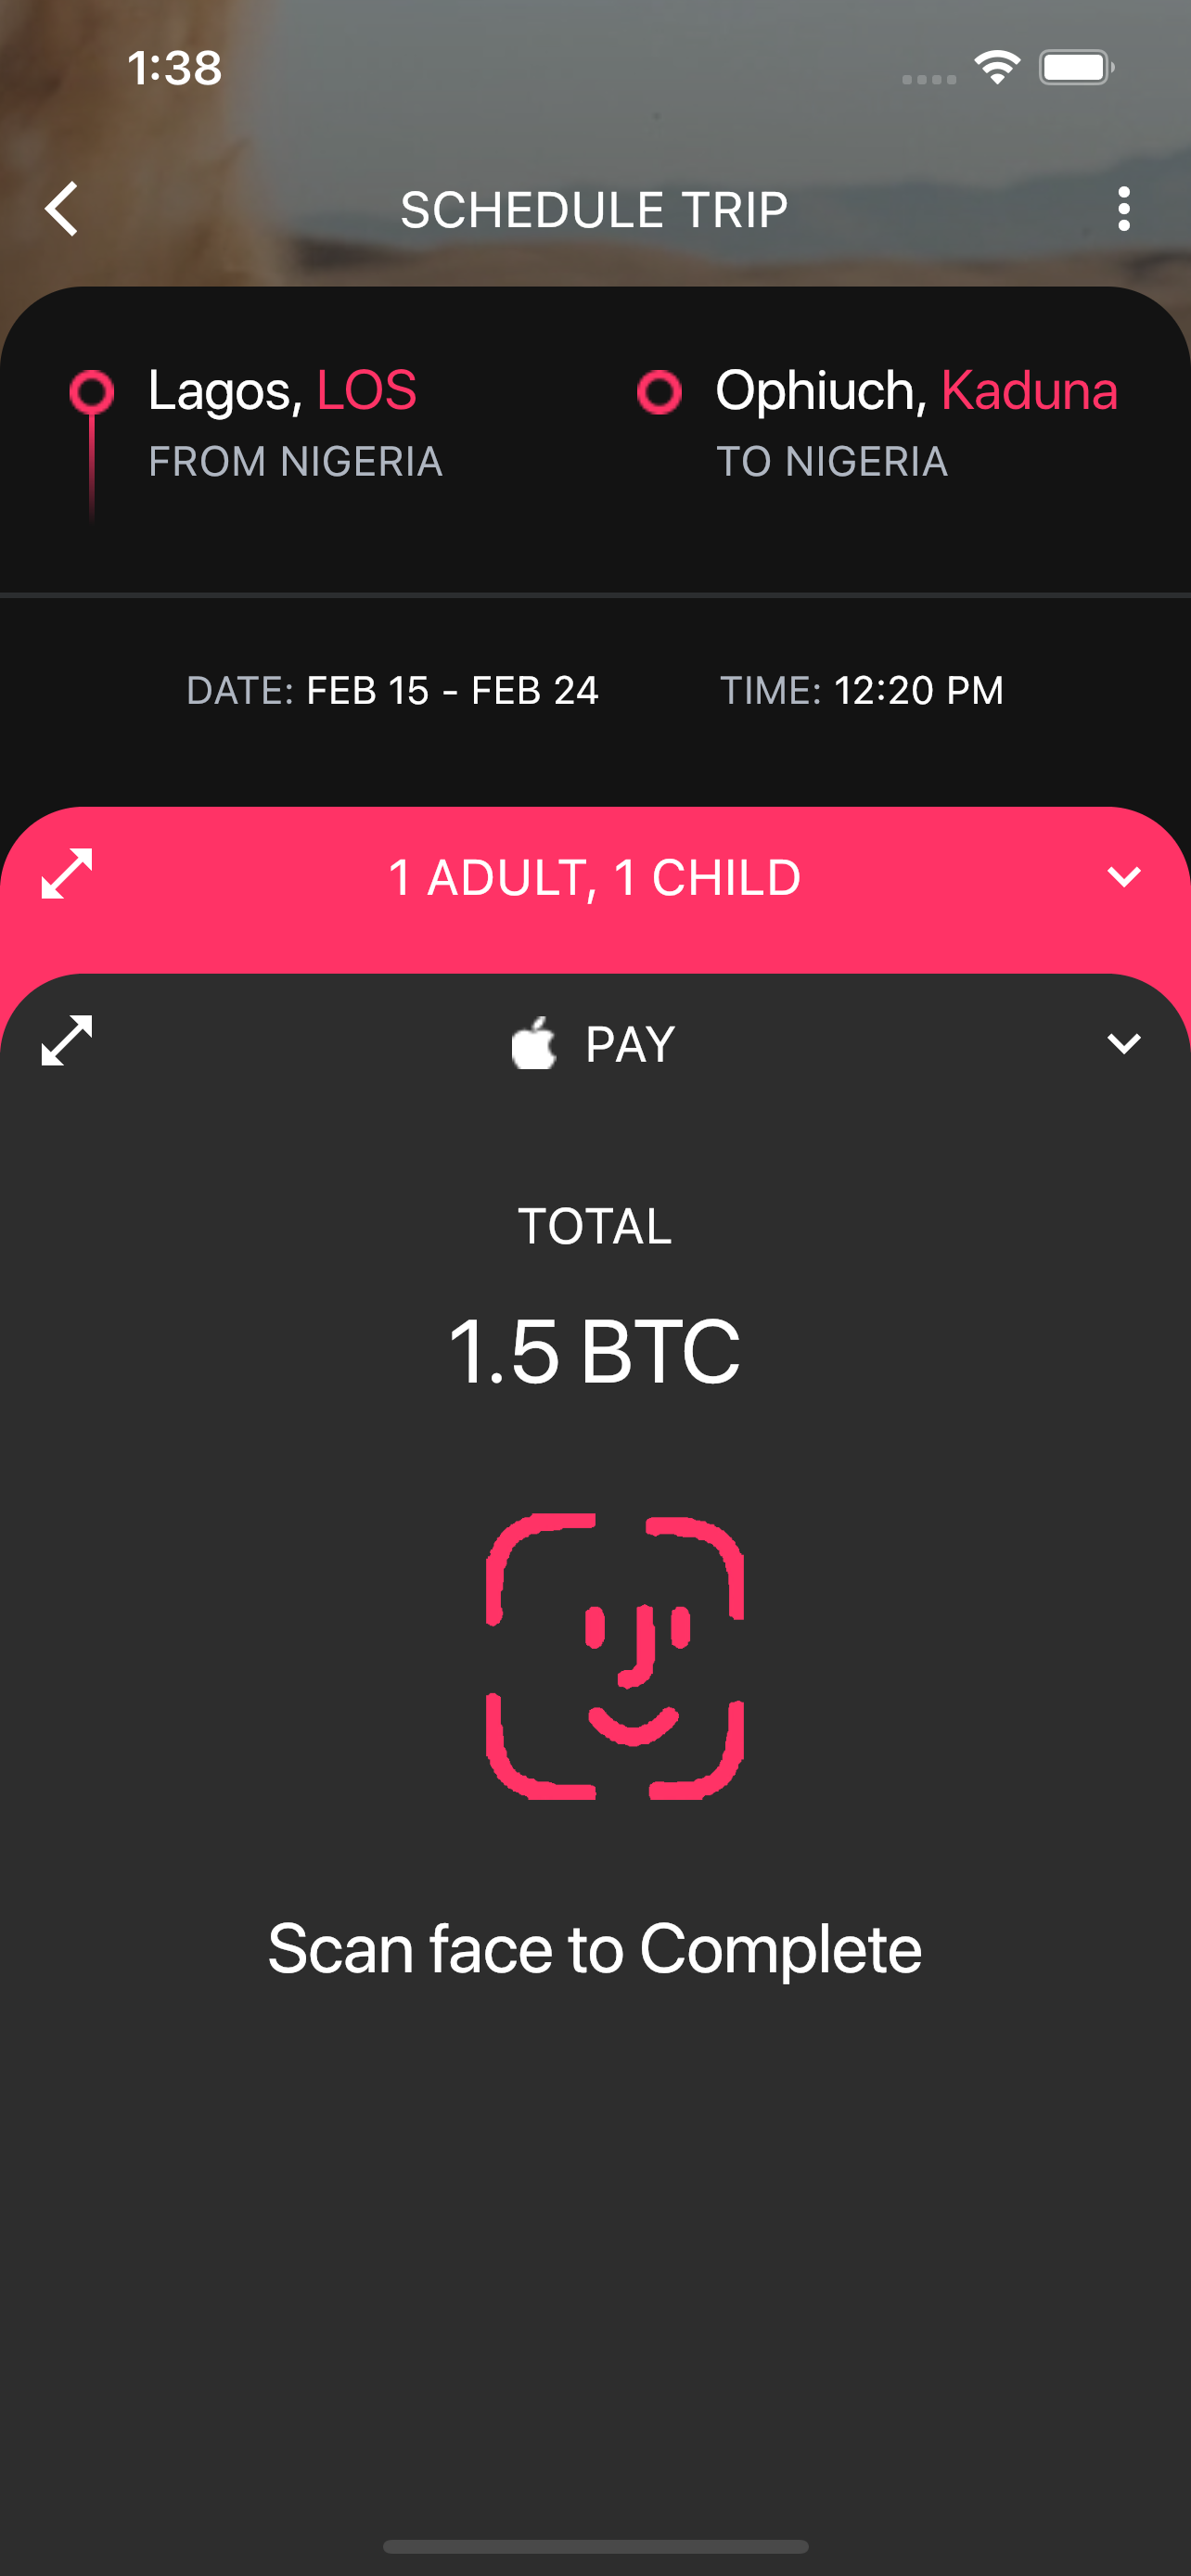 1:38
SCHEDULE TRIP
Lagos, LOS
FROM NIGERIA
Ophiuch, Kaduna
TO NIGERIA
DATE: FEB 15 - FEB 24
TIME: 12:20 PM
1 ADULT, 1 CHILD
PAY
TOTAL
1.5 BTC
Scan face to Complete